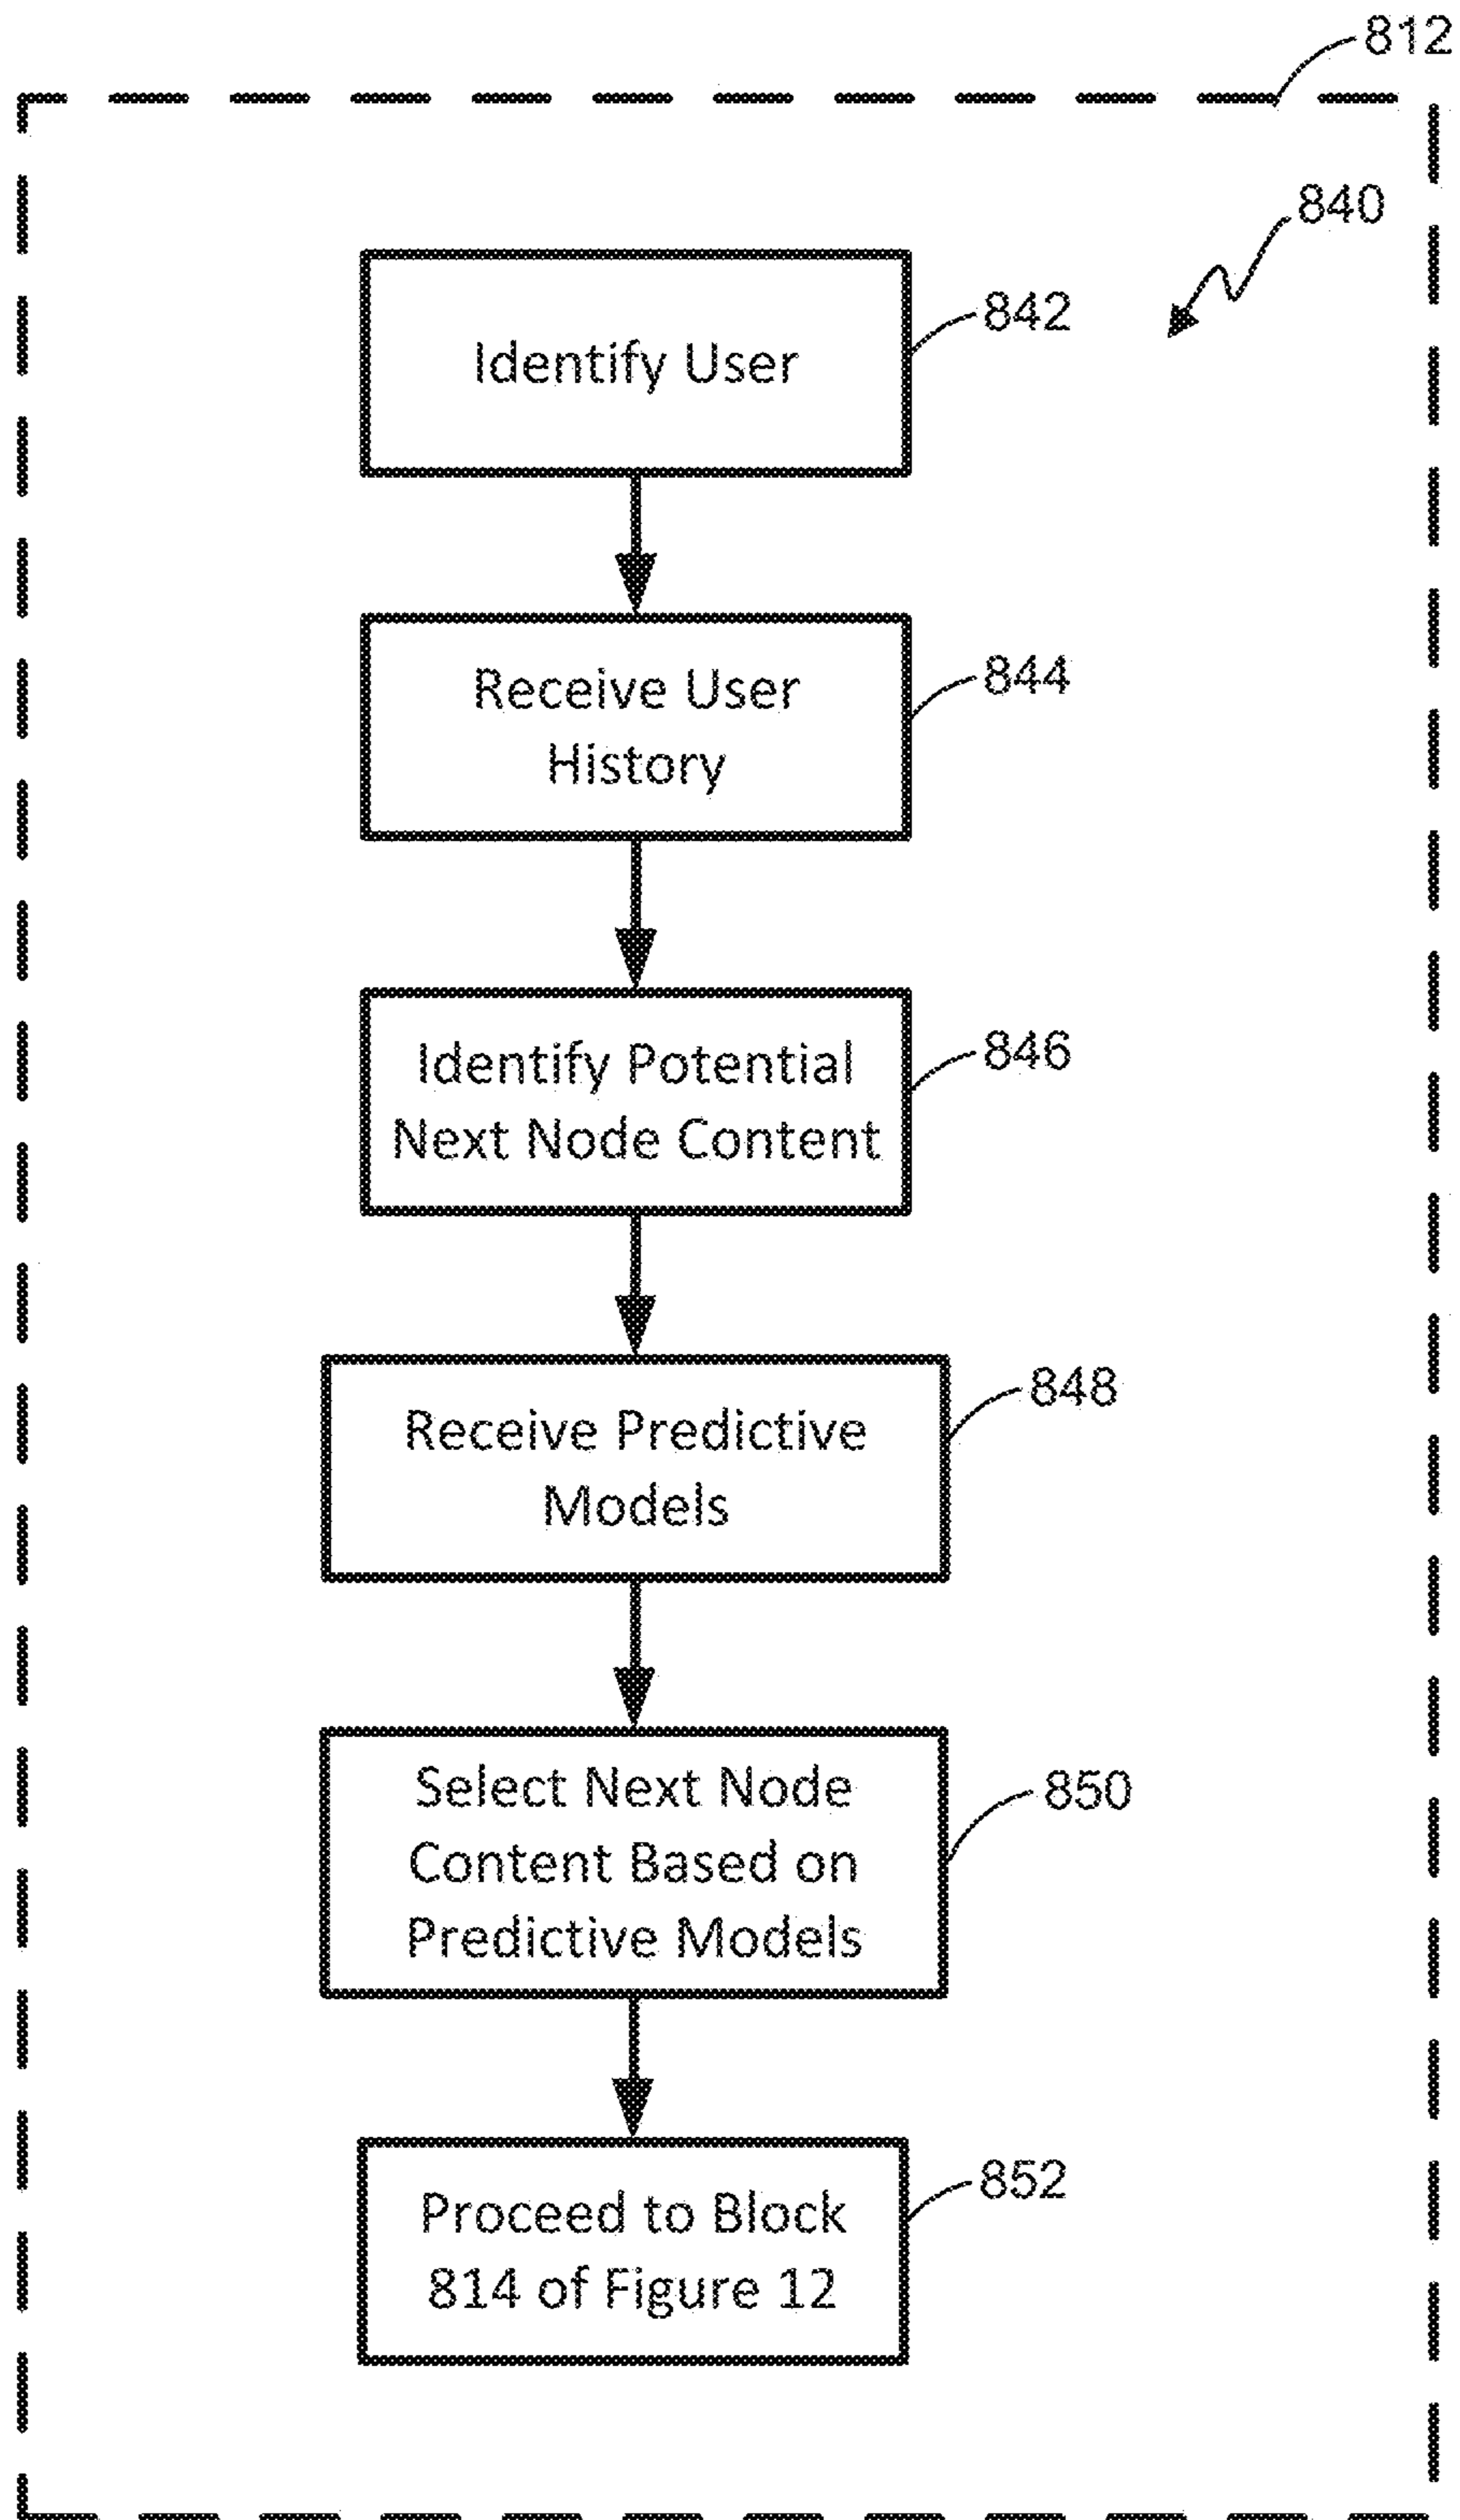 812
840
Identify User
842
Receive User
History
844
Identify Potential
Next Node Content
846
Receive Predictive
Models
848
Select Next Node
Content Based on
Predictive Models
850
Proceed to Block
814 of Figure 12
852